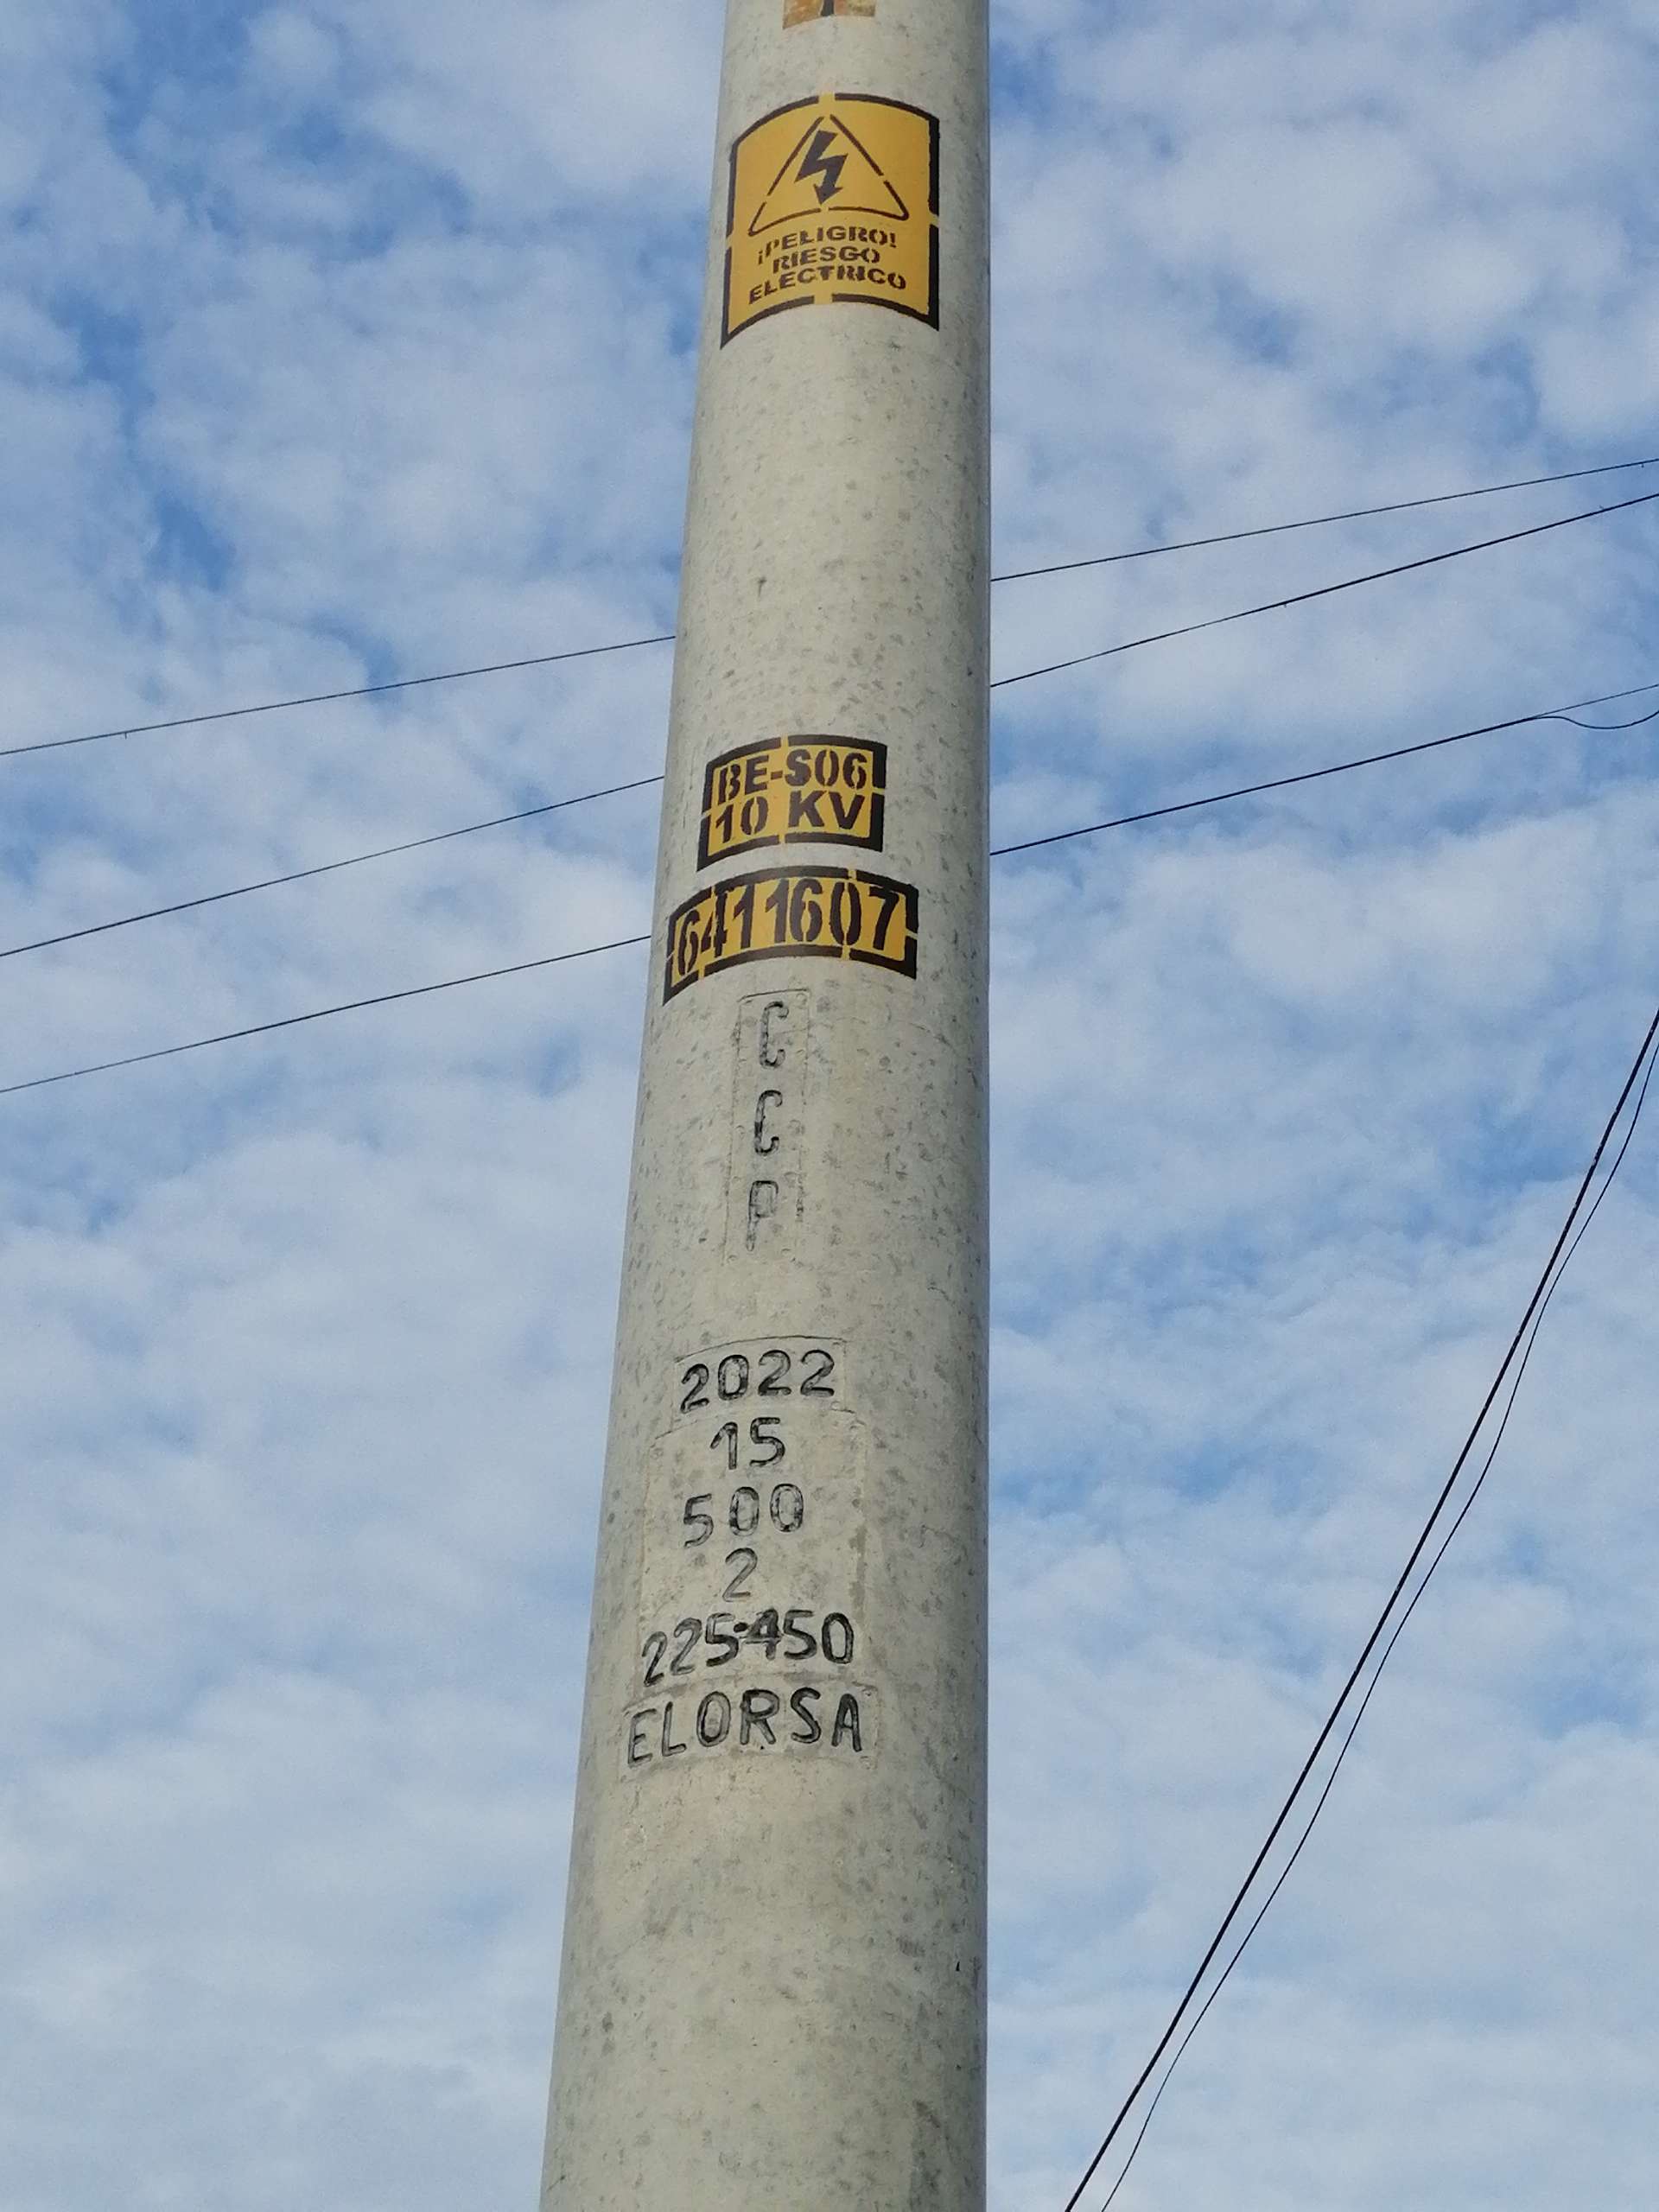 ¡PELIGRO!
RIESGO
ELECTRICO
BE-S06
10 KV
6411607
C
C
P
2022
15
500
2
225-450
ELORSA